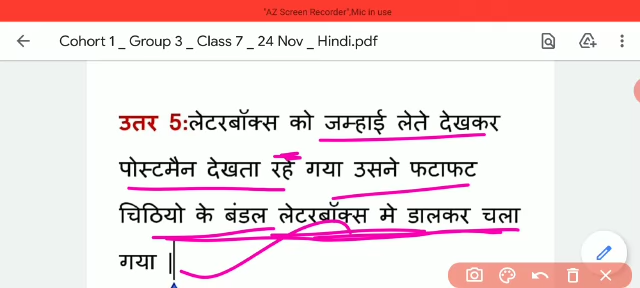 "AZ Screen Recorder",Mic in use
Cohort 1 _ Group 3 _ Class 7 _ 24 Nov _ Hindi.pdf
उतर 5:लेटरबॉक्स को जम्हाई लेते देखकर
पोस्टमैन देखता रहे गया उसने फटाफट
चिठियो के बंडल लेटरबॉक्स मे डालकर चला
गया |